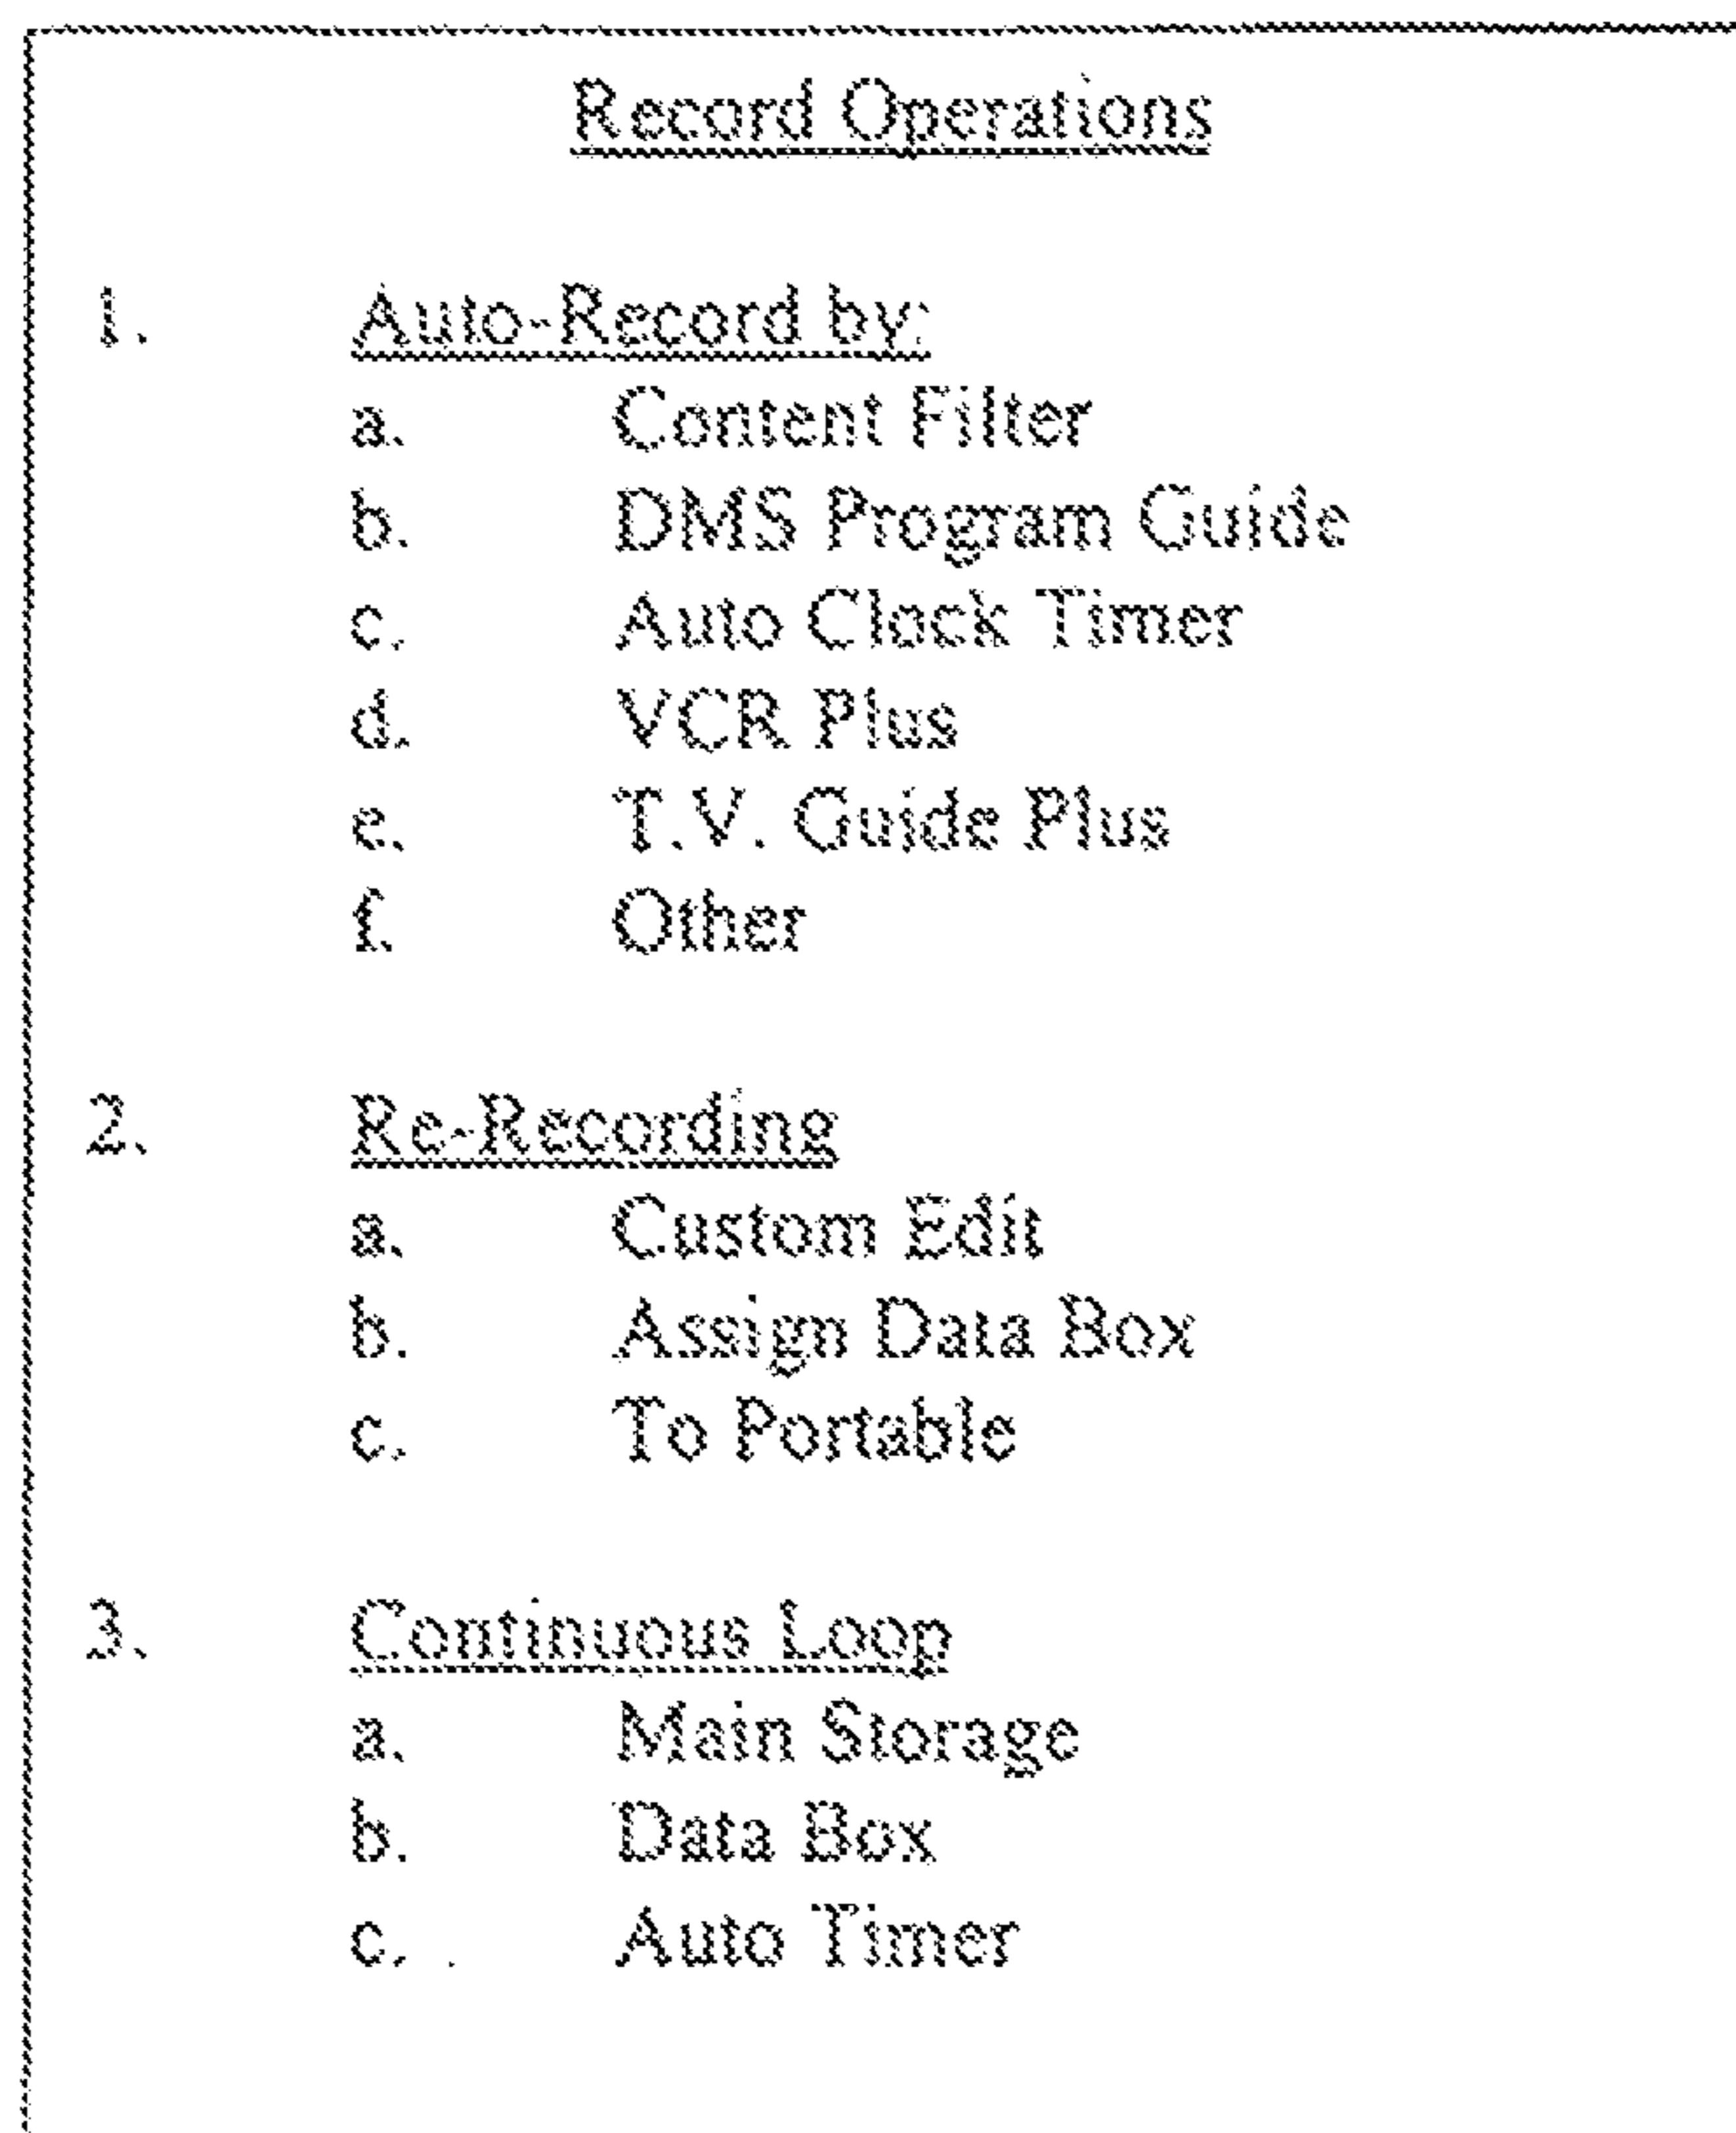 Record Operations
1. Auto-Record by:
a. Content Filter
b. DMS Program Guide
c. Auto Clock Timer
d. VCR Plus
e. T.V. Guide Plus
f. Other
2. Re-Recording
a. Custom Edit
b. Assign Data Box
c. To Portable
3. Continuous Loop
a. Main Storage
b. Data Box
c. Auto Timer